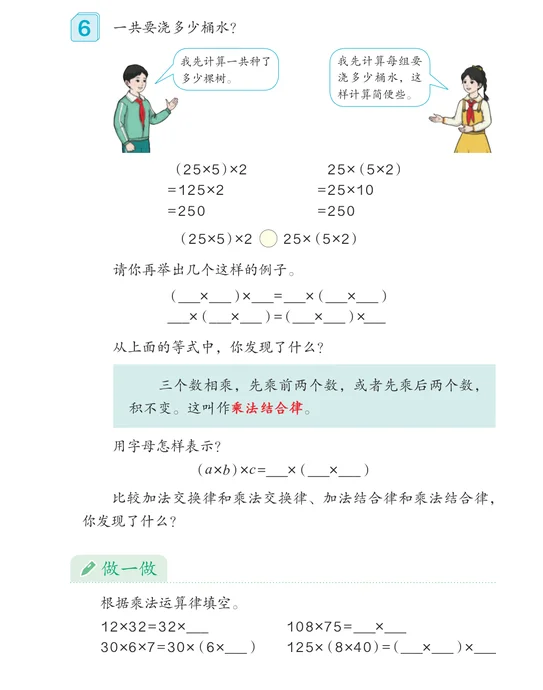 6 一共要浇多少桶水？
我先计算一共种了
多少棵树。
我先计算每组要
浇多少桶水，这
样计算简便些。
(25×5)×2 25×(5×2)
=125×2 =25×10
=250 =250
(25×5)×2 ○ 25×(5×2)
请你再举出几个这样的例子。
(___×___)×___=___×(___×___)
___×(___×___)=(___×___)×___
从上面的等式中，你发现了什么？
三个数相乘，先乘前两个数，或者先乘后两个数，
积不变。这叫作乘法结合律。
用字母怎样表示？
(a×b)×c=___×(___×___)
比较加法交换律和乘法交换律、加法结合律和乘法结合律，
你发现了什么？
做一做
根据乘法运算律填空。
12×32=32×___ 108×75=___×___
30×6×7=30×(6×___) 125×(8×40)=(___×___)×___